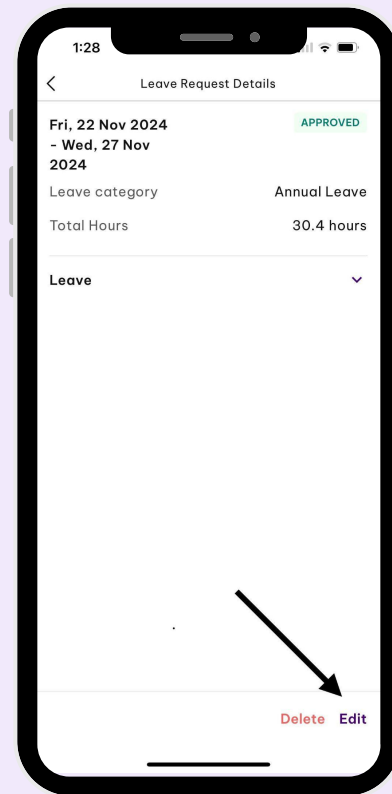 1:28
Leave Request Details
Fri, 22 Nov 2024
- Wed, 27 Nov
2024
APPROVED
Leave category Annual Leave
Total Hours 30.4 hours
Leave
Delete Edit